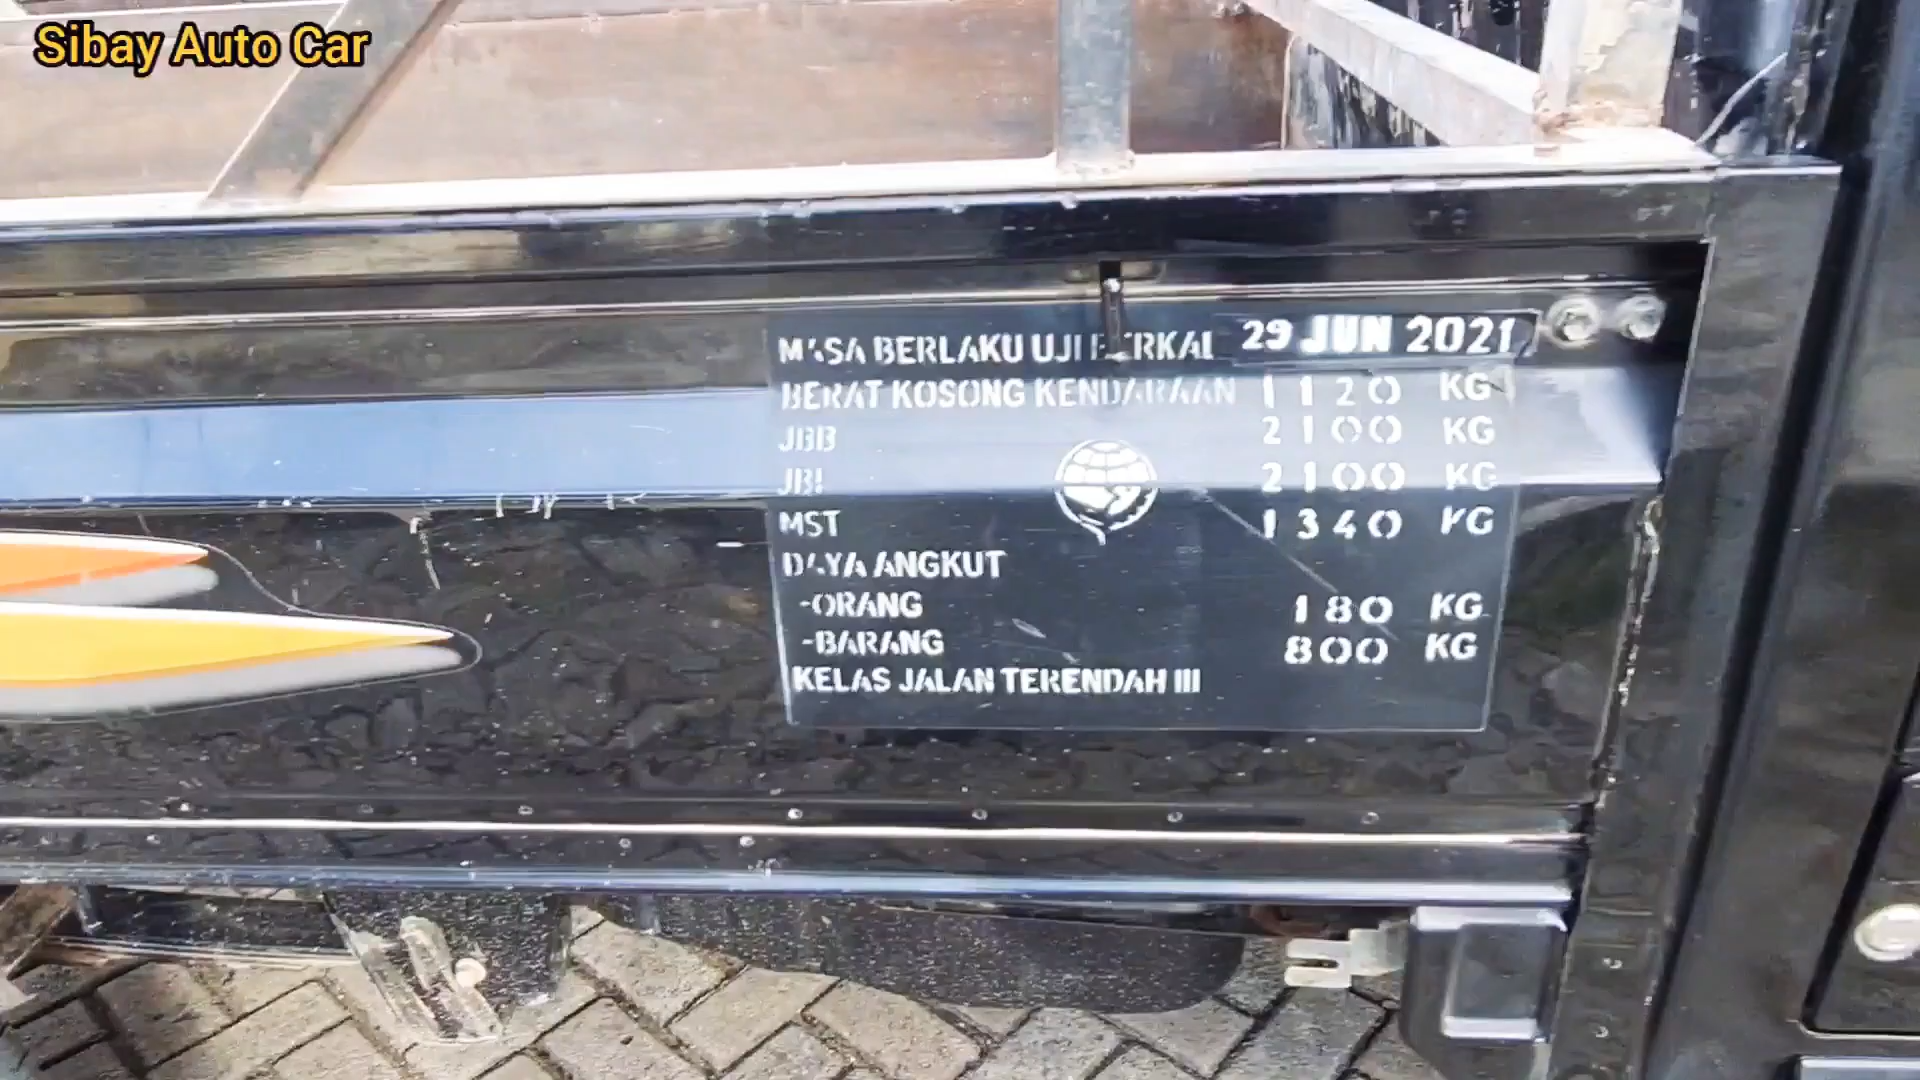 Sibay Auto Car
MASA BERLAKU UJI BERKAL 29 JUN 2021
BERAT KOSONG KENDARAAN 1120 KG
JBB 2100 KG
JBI 2100 KG
MST 1340 KG
DAYA ANGKUT
-ORANG 180 KG
-BARANG 800 KG
KELAS JALAN TERENDAH III